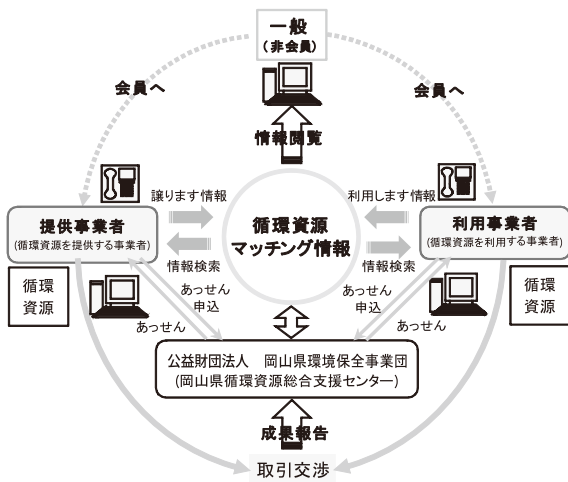 一般
(非会員)
会員へ
会員へ
情報閲覧
譲ります情報
利用します情報
提供事業者
(循環資源を提供する事業者)
循環資源
マッチング情報
利用事業者
(循環資源を利用する事業者)
情報検索
情報検索
循環
資源
循環
資源
あっせん
申込
あっせん
申込
あっせん
あっせん
公益財団法人　岡山県環境保全事業団
(岡山県循環資源総合支援センター)
成果報告
取引交渉